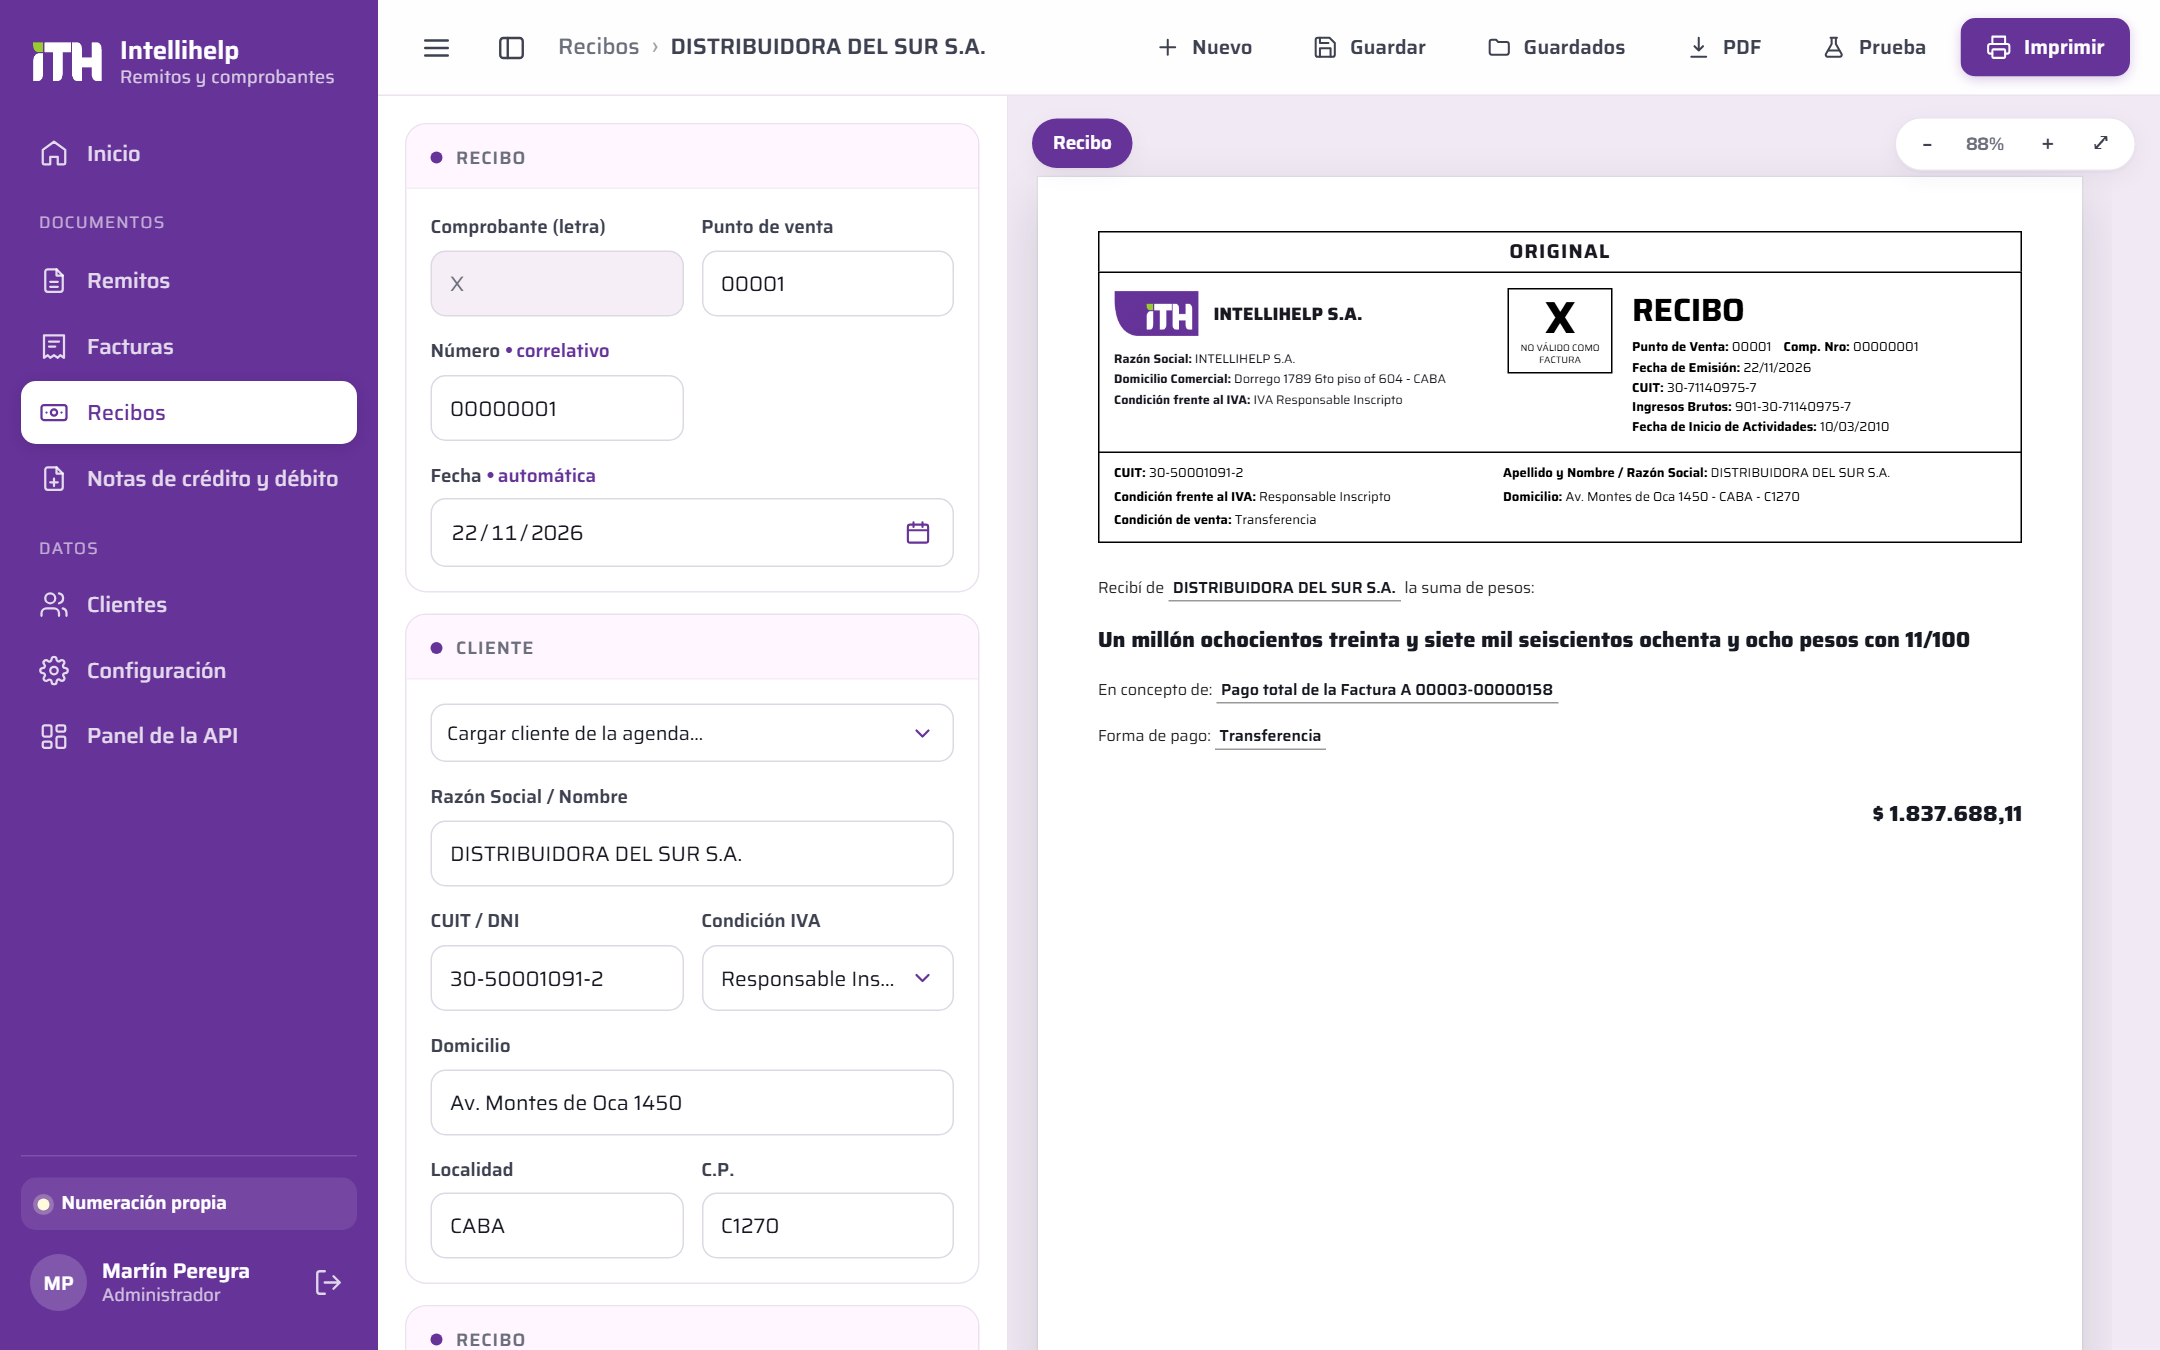 iTH Intellihelp
Remitos y comprobantes
Inicio
DOCUMENTOS
Remitos
Facturas
Recibos
Notas de crédito y débito
DATOS
Clientes
Configuración
Panel de la API
Numeración propia
MP Martín Pereyra
Administrador
Recibos › DISTRIBUIDORA DEL SUR S.A.
+ Nuevo Guardar Guardados PDF Prueba Imprimir
RECIBO
Comprobante (letra) Punto de venta
X 00001
Número • correlativo
00000001
Fecha • automática
22/11/2026
CLIENTE
Cargar cliente de la agenda...
Razón Social / Nombre
DISTRIBUIDORA DEL SUR S.A.
CUIT / DNI Condición IVA
30-50001091-2 Responsable Ins...
Domicilio
Av. Montes de Oca 1450
Localidad C.P.
CABA C1270
RECIBO
Recibo
- 88% +
ORIGINAL
iTH INTELLIHELP S.A.
Razón Social: INTELLIHELP S.A.
Domicilio Comercial: Dorrego 1789 6to piso of 604 - CABA
Condición frente al IVA: IVA Responsable Inscripto
X
NO VÁLIDO COMO
FACTURA
RECIBO
Punto de Venta: 00001 Comp. Nro: 00000001
Fecha de Emisión: 22/11/2026
CUIT: 30-71140975-7
Ingresos Brutos: 901-30-71140975-7
Fecha de Inicio de Actividades: 10/03/2010
CUIT: 30-50001091-2 Apellido y Nombre / Razón Social: DISTRIBUIDORA DEL SUR S.A.
Condición frente al IVA: Responsable Inscripto Domicilio: Av. Montes de Oca 1450 - CABA - C1270
Condición de venta: Transferencia
Recibí de DISTRIBUIDORA DEL SUR S.A. la suma de pesos:
Un millón ochocientos treinta y siete mil seiscientos ochenta y ocho pesos con 11/100
En concepto de: Pago total de la Factura A 00003-00000158
Forma de pago: Transferencia
$ 1.837.688,11